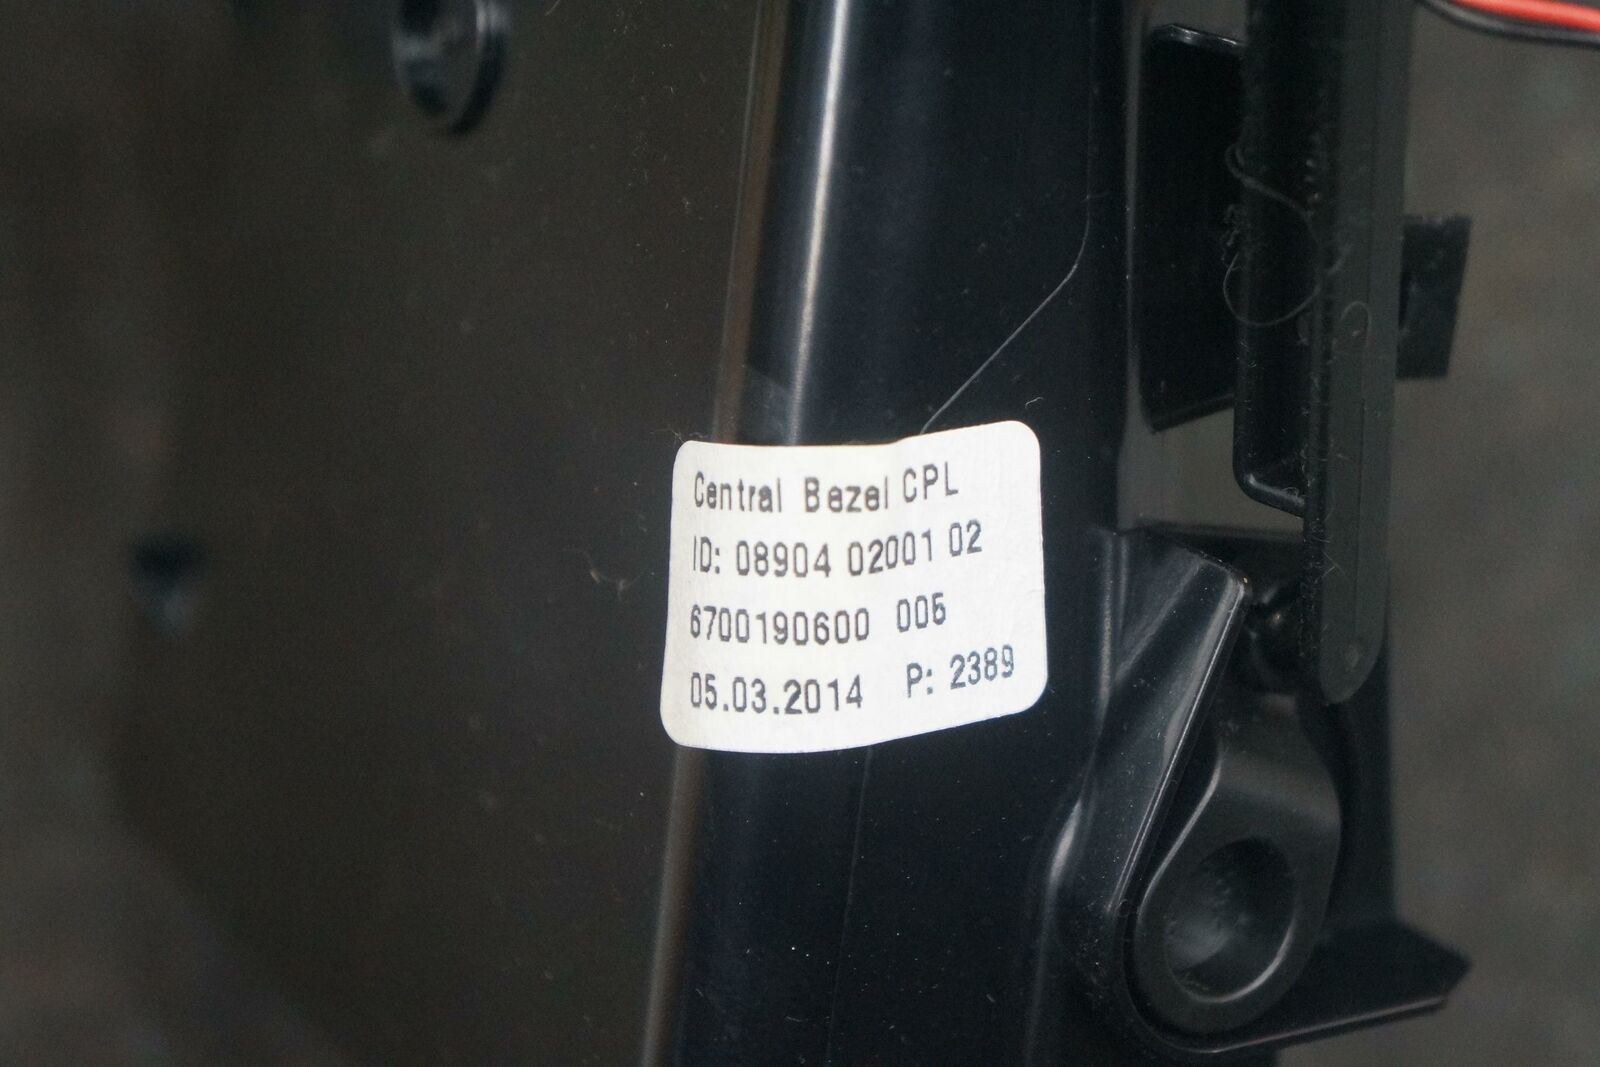 Central Bezel CPL
ID: 08904 02001 02
6700190600 005
05.03.2014 P: 2389